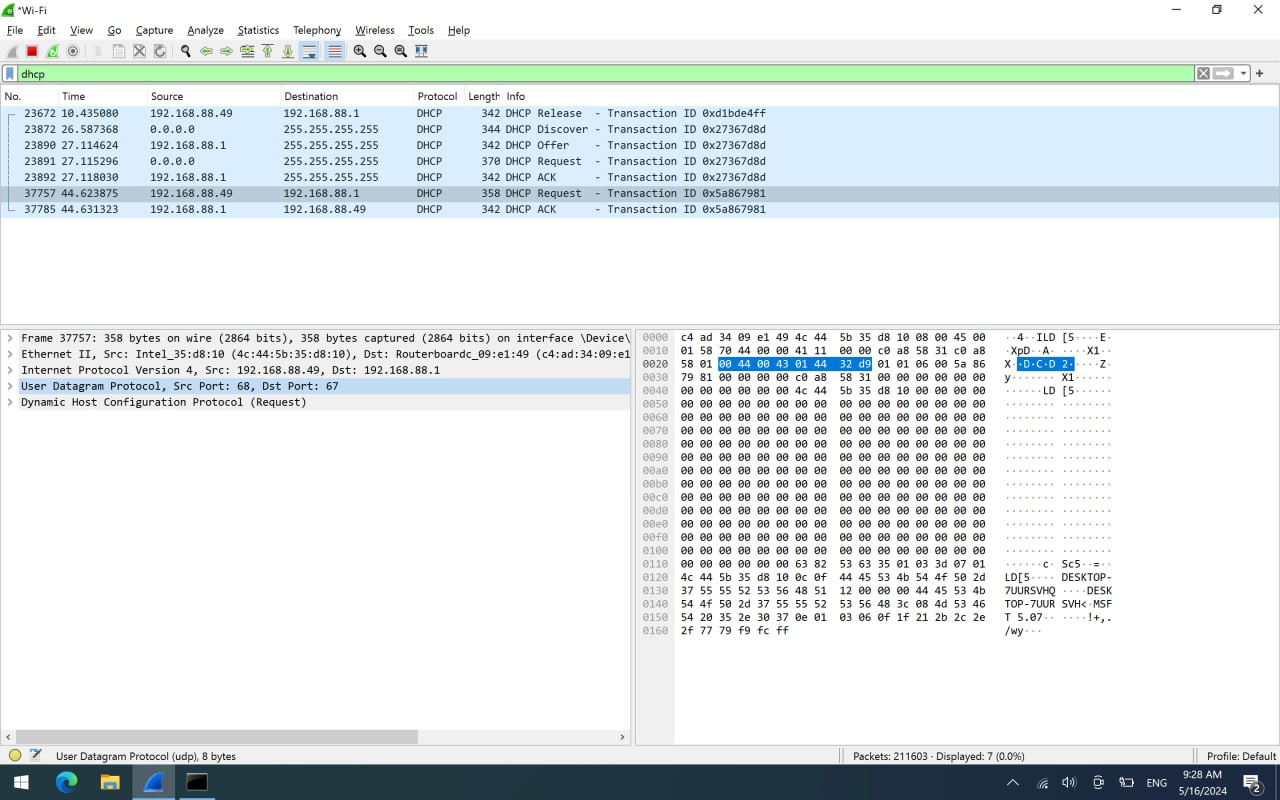 *Wi-Fi
File Edit View Go Capture Analyze Statistics Telephony Wireless Tools Help
dhcp
No. Time Source Destination Protocol Length Info
23672 10.435080 192.168.88.49 192.168.88.1 DHCP 342 DHCP Release - Transaction ID 0xd1bde4ff
23872 26.587368 0.0.0.0 255.255.255.255 DHCP 344 DHCP Discover - Transaction ID 0x27367d8d
23890 27.114624 192.168.88.1 255.255.255.255 DHCP 342 DHCP Offer - Transaction ID 0x27367d8d
23891 27.115296 0.0.0.0 255.255.255.255 DHCP 370 DHCP Request - Transaction ID 0x27367d8d
23892 27.118030 192.168.88.1 255.255.255.255 DHCP 342 DHCP ACK - Transaction ID 0x27367d8d
37757 44.623875 192.168.88.49 192.168.88.1 DHCP 358 DHCP Request - Transaction ID 0x5a867981
37785 44.631323 192.168.88.1 192.168.88.49 DHCP 342 DHCP ACK - Transaction ID 0x5a867981
Frame 37757: 358 bytes on wire (2864 bits), 358 bytes captured (2864 bits) on interface \Device\
Ethernet II, Src: Intel_35:d8:10 (4c:44:5b:35:d8:10), Dst: Routerboardc_09:e1:49 (c4:ad:34:09:e1
Internet Protocol Version 4, Src: 192.168.88.49, Dst: 192.168.88.1
User Datagram Protocol, Src Port: 68, Dst Port: 67
Dynamic Host Configuration Protocol (Request)
0000 c4 ad 34 09 e1 49 4c 44 5b 35 d8 10 08 00 45 00 ··4··ILD [5····E·
0010 01 58 70 44 00 00 41 11 00 00 c0 a8 58 31 c0 a8 ·XpD··A· ····X1··
0020 58 01 00 44 00 43 01 44 32 d9 01 01 06 00 5a 86 X··D·C·D 2·····Z·
0030 79 81 00 00 00 00 c0 a8 58 31 00 00 00 00 00 00 y······· X1······
0040 00 00 00 00 00 00 4c 44 5b 35 d8 10 00 00 00 00 ······LD [5······
0050 00 00 00 00 00 00 00 00 00 00 00 00 00 00 00 00 ········ ········
0060 00 00 00 00 00 00 00 00 00 00 00 00 00 00 00 00 ········ ········
0070 00 00 00 00 00 00 00 00 00 00 00 00 00 00 00 00 ········ ········
0080 00 00 00 00 00 00 00 00 00 00 00 00 00 00 00 00 ········ ········
0090 00 00 00 00 00 00 00 00 00 00 00 00 00 00 00 00 ········ ········
00a0 00 00 00 00 00 00 00 00 00 00 00 00 00 00 00 00 ········ ········
00b0 00 00 00 00 00 00 00 00 00 00 00 00 00 00 00 00 ········ ········
00c0 00 00 00 00 00 00 00 00 00 00 00 00 00 00 00 00 ········ ········
00d0 00 00 00 00 00 00 00 00 00 00 00 00 00 00 00 00 ········ ········
00e0 00 00 00 00 00 00 00 00 00 00 00 00 00 00 00 00 ········ ········
00f0 00 00 00 00 00 00 00 00 00 00 00 00 00 00 00 00 ········ ········
0100 00 00 00 00 00 00 00 00 00 00 00 00 00 00 00 00 ········ ········
0110 00 00 00 00 00 00 63 82 53 63 35 01 03 3d 07 01 ······c· Sc5··=··
0120 4c 44 5b 35 d8 10 0c 0f 44 45 53 4b 54 4f 50 2d LD[5···· DESKTOP-
0130 37 55 55 52 53 56 48 51 12 00 00 00 44 45 53 4b 7UURSVHQ ····DESK
0140 54 4f 50 2d 37 55 55 52 53 56 48 3c 08 4d 53 46 TOP-7UUR SVH<·MSF
0150 54 20 35 2e 30 37 0e 01 03 06 0f 1f 21 2b 2c 2e T 5.07·· ····!+,.
0160 2f 77 79 f9 fc ff /wy···
User Datagram Protocol (udp), 8 bytes
Packets: 211603 · Displayed: 7 (0.0%)
Profile: Default
ENG
9:28 AM
5/16/2024
2